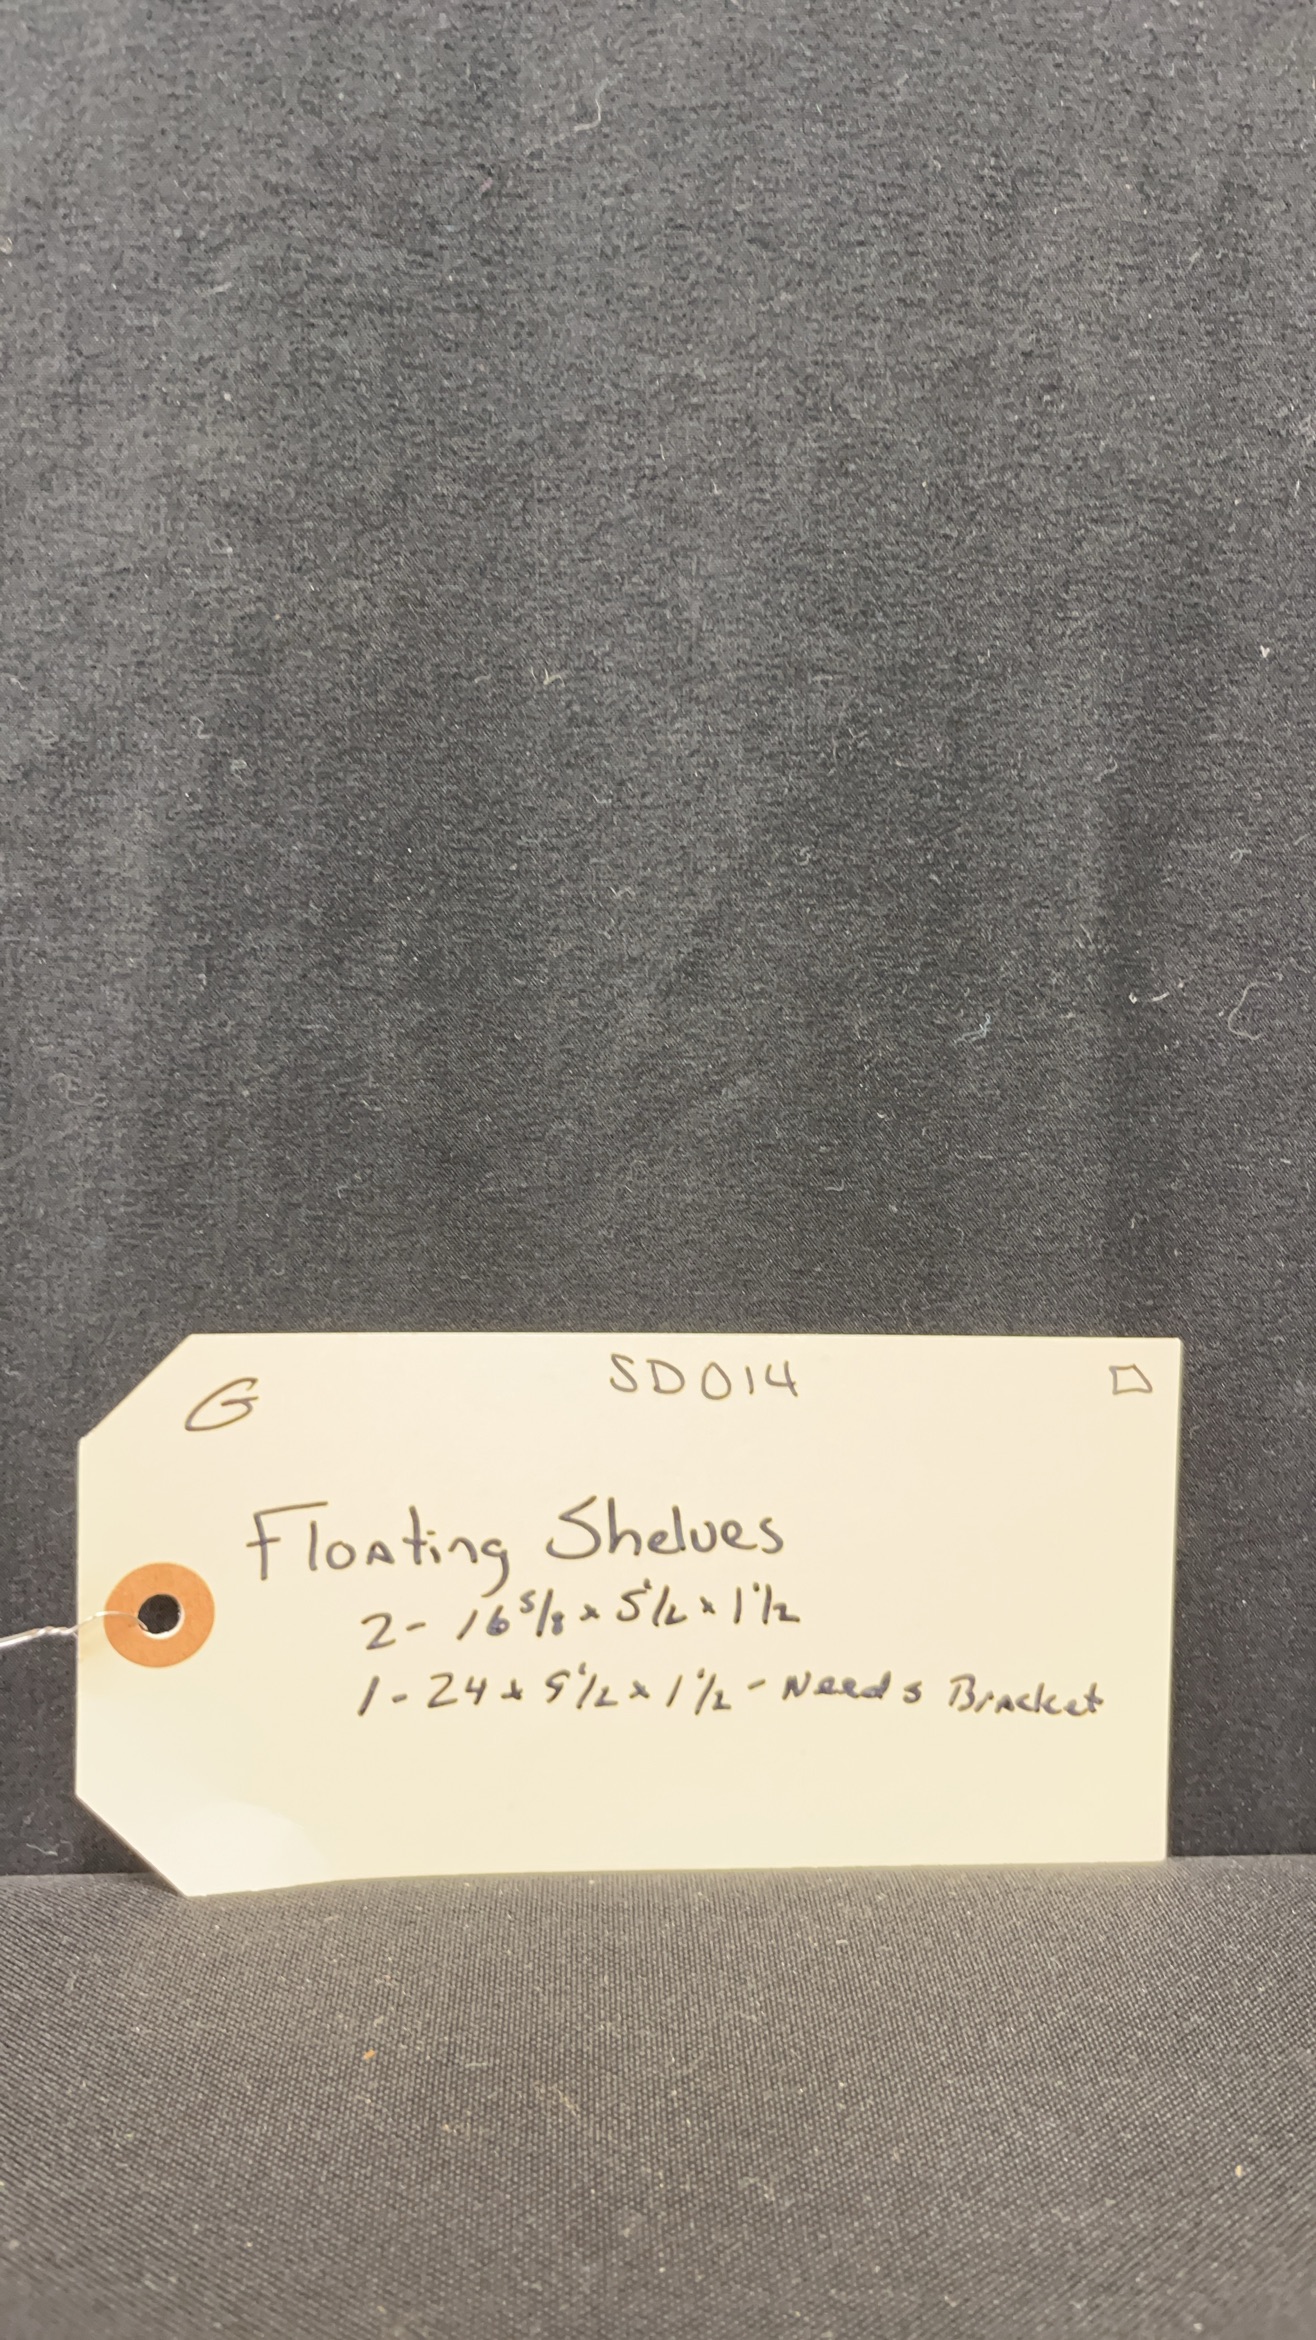 G SD014
Floating Shelves
2- 16 5/8 x 5 1/2 x 1 1/2
1- 24 x 9 1/2 x 1 1/2 - Needs Bracket